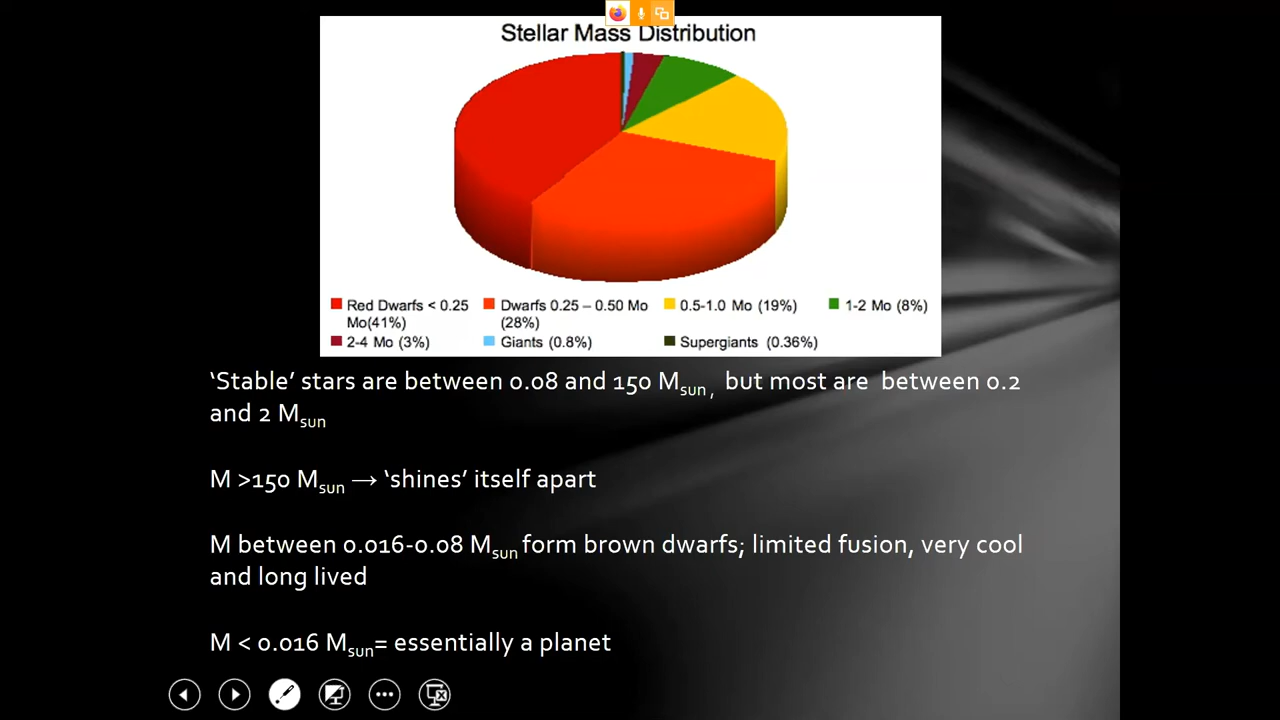 Stellar Mass Distribution
Red Dwarfs < 0.25 Mo(41%)
Dwarfs 0.25 – 0.50 Mo (28%)
0.5-1.0 Mo (19%)
1-2 Mo (8%)
2-4 Mo (3%)
Giants (0.8%)
Supergiants (0.36%)
‘Stable’ stars are between 0.08 and 150 Msun, but most are between 0.2
and 2 Msun
M >150 Msun → ‘shines’ itself apart
M between 0.016-0.08 Msun form brown dwarfs; limited fusion, very cool
and long lived
M < 0.016 Msun= essentially a planet